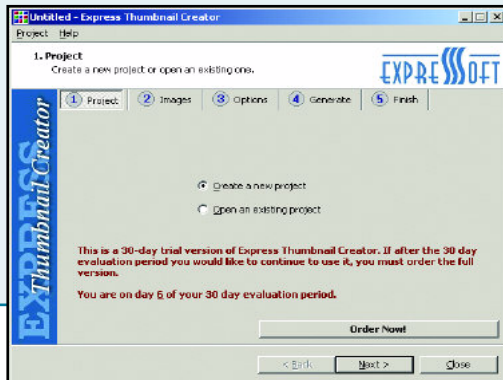 Untitled - Express Thumbnail Creator
Project Help
1. Project
Create a new project or open an existing one.
EXPRESSSOFT
1 Project 2 Images 3 Options 4 Generate 5 Finish
EXPRESS
Thumbnail Creator
Create a new project
Open an existing project
This is a 30-day trial version of Express Thumbnail Creator. If after the 30 day
evaluation period you would like to continue to use it, you must order the full
version.
You are on day 6 of your 30 day evaluation period.
Order Now!
< Back Next > Close